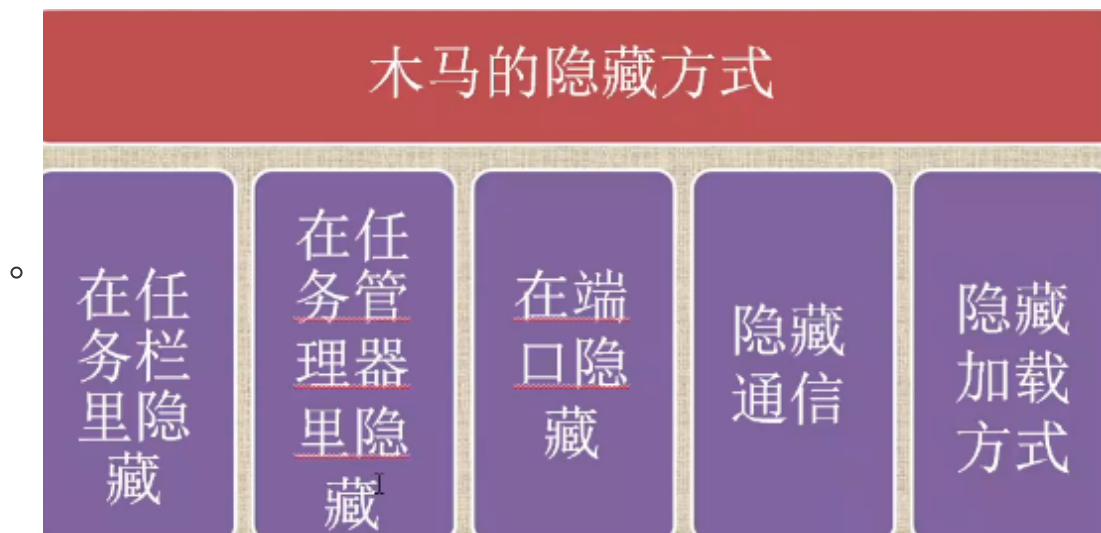 木马的隐藏方式
在任
务栏
里隐
藏
在任
务管
理器
里隐
藏
在端
口隐
藏
隐藏
通信
隐藏
加载
方式